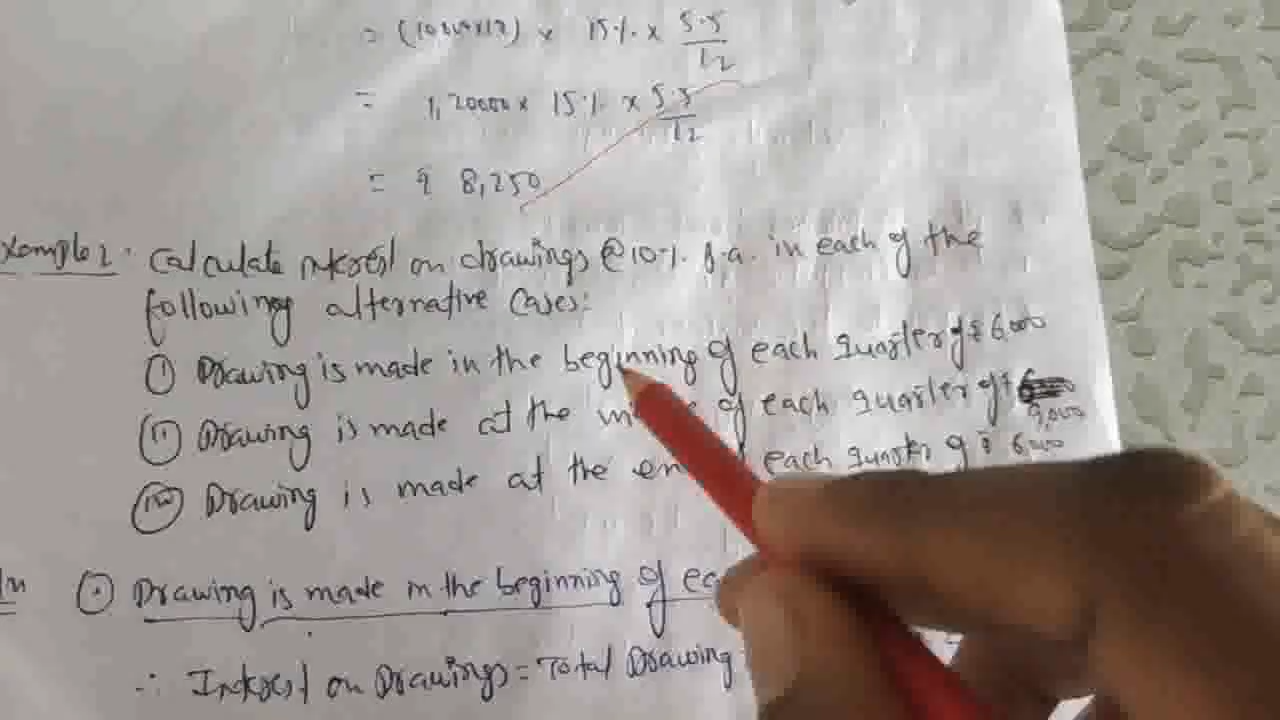 = (10000×12) × 15% × 5.5/12
= 1,20000 × 15% × 5.5/12
= ₹ 8,250
Example 2. Calculate interest on drawings @10% p.a. in each of the
following alternative Cases:
(i) Drawing is made in the beginning of each quarter of ₹ 6,000
(ii) Drawing is made at the of each quarter of ₹ 9,000
(iii) Drawing is made at the each quarter of ₹ 6,000
Drawing is made in the beginning of
∴ Interest on Drawings = Total Drawing